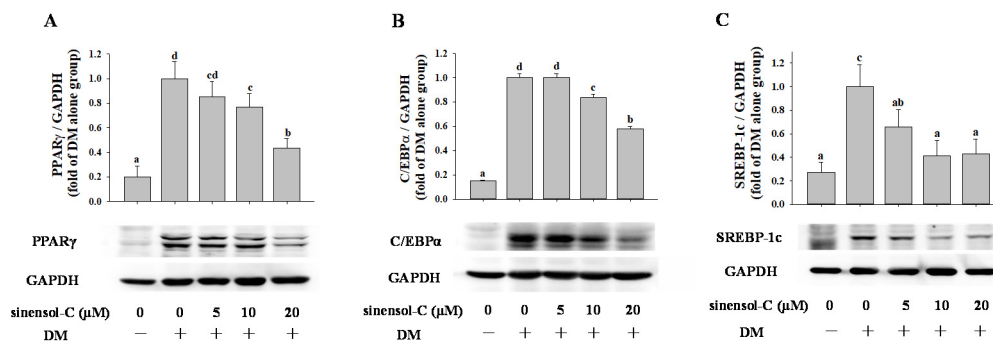 A
PPARγ / GAPDH
(fold of DM alone group)
1.2
1.0
0.8
0.6
0.4
0.2
0.0
a
d
cd
c
b
PPARγ
GAPDH
sinensol-C (μM) 0 0 5 10 20
DM — + + + +
B
C/EBPα / GAPDH
(fold of DM alone group)
1.2
1.0
0.8
0.6
0.4
0.2
0.0
a
d
d
c
b
C/EBPα
GAPDH
sinensol-C (μM) 0 0 5 10 20
DM — + + + +
C
SREBP-1c / GAPDH
(fold of DM alone group)
1.2
1.0
0.8
0.6
0.4
0.2
0.0
a
c
ab
a
a
SREBP-1c
GAPDH
sinensol-C (μM) 0 0 5 10 20
DM — + + + +